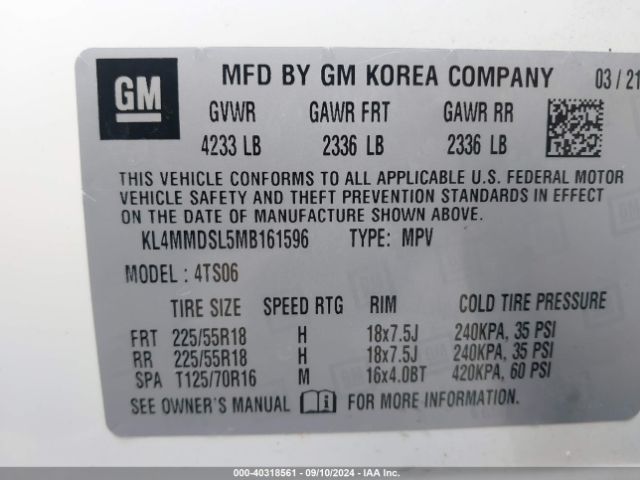 GM
MFD BY GM KOREA COMPANY 03 / 21
GVWR GAWR FRT GAWR RR
4233 LB 2336 LB 2336 LB
THIS VEHICLE CONFORMS TO ALL APPLICABLE U.S. FEDERAL MOTOR
VEHICLE SAFETY AND THEFT PREVENTION STANDARDS IN EFFECT
ON THE DATE OF MANUFACTURE SHOWN ABOVE.
KL4MMDSL5MB161596 TYPE: MPV
MODEL : 4TS06
TIRE SIZE SPEED RTG RIM COLD TIRE PRESSURE
FRT 225/55R18 H 18x7.5J 240KPA, 35 PSI
RR 225/55R18 H 18x7.5J 240KPA, 35 PSI
SPA T125/70R16 M 16x4.0BT 420KPA, 60 PSI
SEE OWNER'S MANUAL FOR MORE INFORMATION.
000-40318561 - 09/10/2024 - IAA Inc.